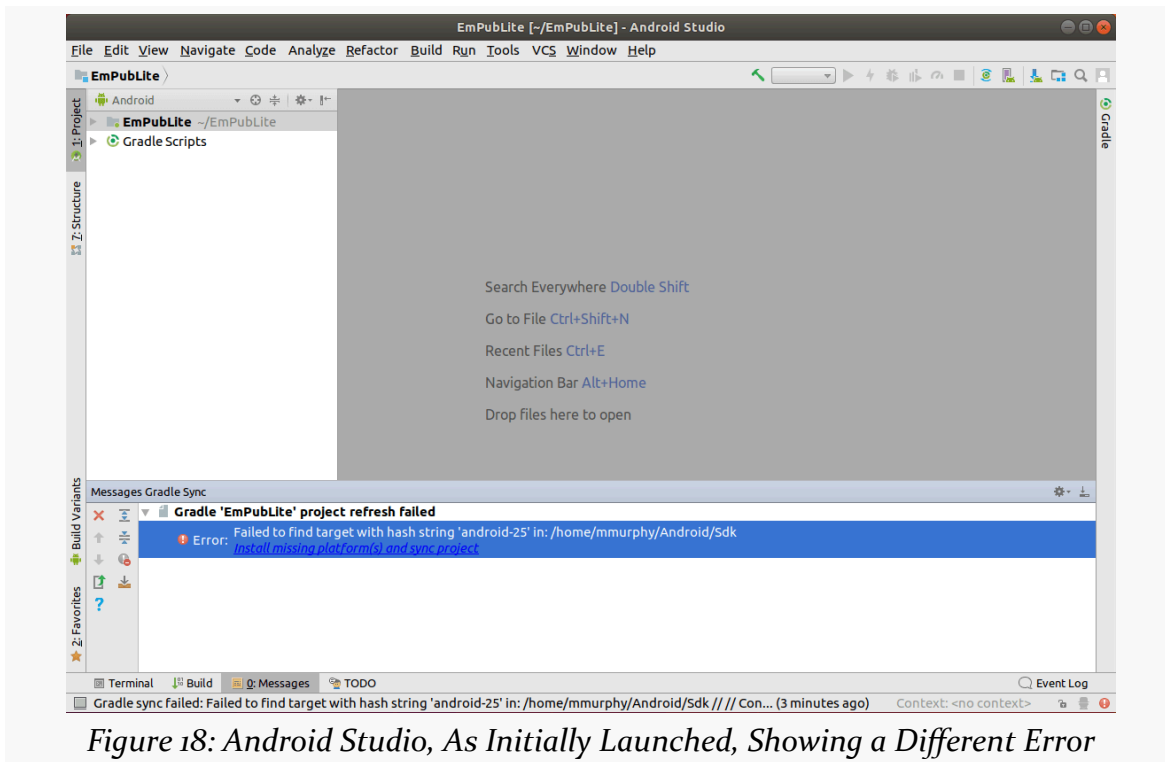 EmPubLite [~/EmPubLite] - Android Studio
File Edit View Navigate Code Analyze Refactor Build Run Tools VCS Window Help
EmPubLite
Android
EmPubLite ~/EmPubLite
Gradle Scripts
1: Project
7: Structure
Build Variants
2: Favorites
Gradle
Search Everywhere Double Shift
Go to File Ctrl+Shift+N
Recent Files Ctrl+E
Navigation Bar Alt+Home
Drop files here to open
Messages Gradle Sync
Gradle 'EmPubLite' project refresh failed
Error: Failed to find target with hash string 'android-25' in: /home/mmurphy/Android/Sdk
Install missing platform(s) and sync project
Terminal Build 0: Messages TODO Event Log
Gradle sync failed: Failed to find target with hash string 'android-25' in: /home/mmurphy/Android/Sdk // // Con... (3 minutes ago) Context: <no context>
Figure 18: Android Studio, As Initially Launched, Showing a Different Error